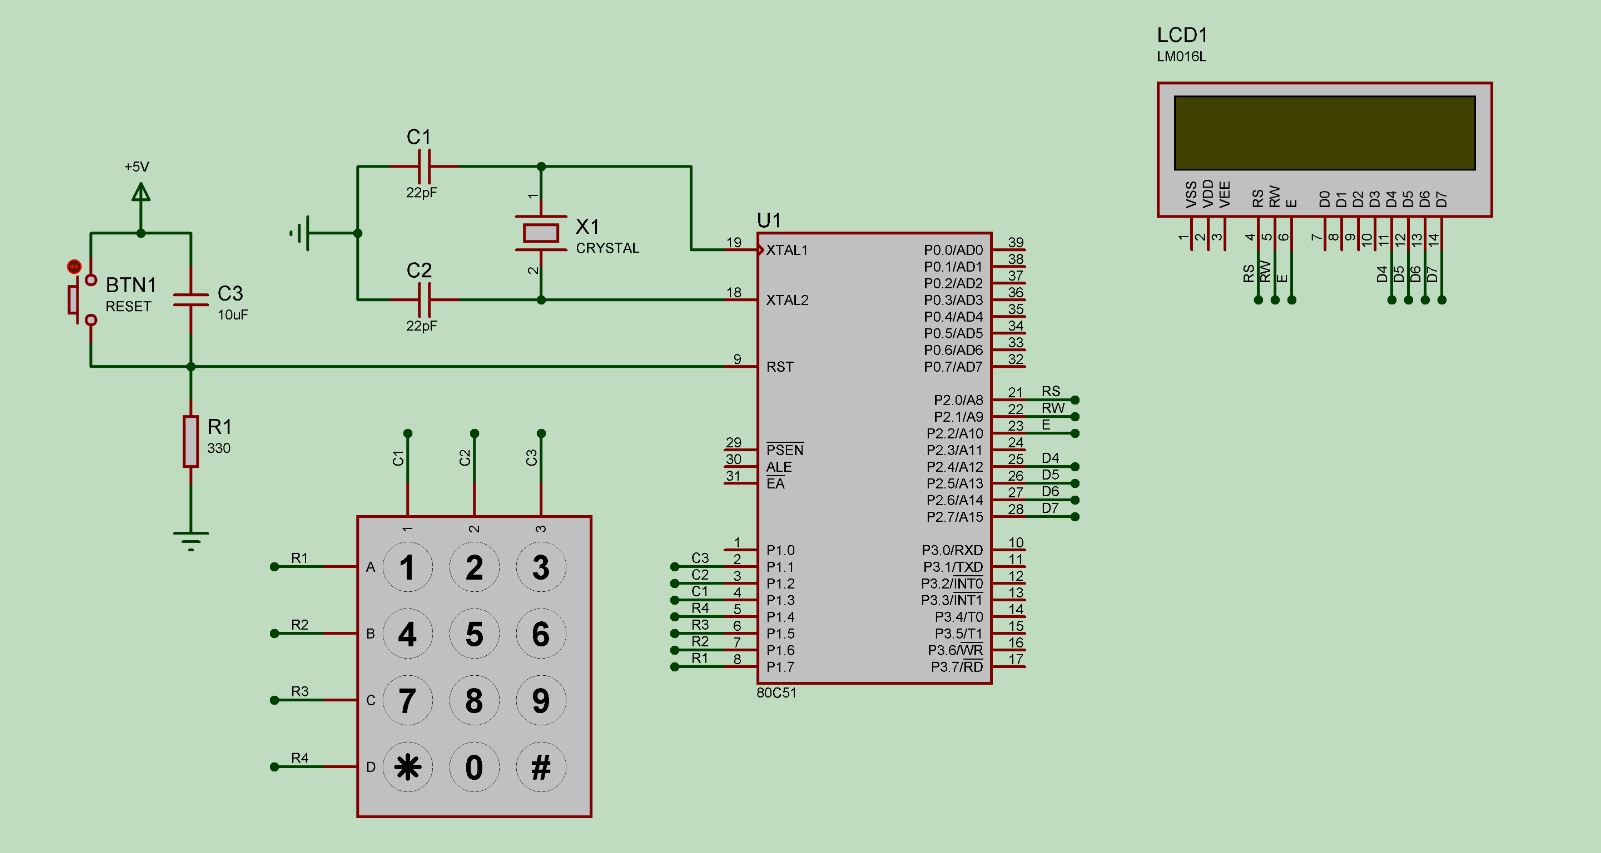 LCD1
LM016L
VSS
VDD
VEE
RS
RW
E
D0
D1
D2
D3
D4
D5
D6
D7
1
2
3
4
5
6
7
8
9
10
11
12
13
14
RS
RW
E
D4
D5
D6
D7
+5V
BTN1
RESET
C3
10uF
R1
330
C1
22pF
C2
22pF
1
X1
CRYSTAL
2
U1
19 XTAL1
18 XTAL2
9 RST
29 PSEN
30 ALE
31 EA
1 P1.0
C3 2 P1.1
C2 3 P1.2
C1 4 P1.3
R4 5 P1.4
R3 6 P1.5
R2 7 P1.6
R1 8 P1.7
P0.0/AD0 39
P0.1/AD1 38
P0.2/AD2 37
P0.3/AD3 36
P0.4/AD4 35
P0.5/AD5 34
P0.6/AD6 33
P0.7/AD7 32
P2.0/A8 21 RS
P2.1/A9 22 RW
P2.2/A10 23 E
P2.3/A11 24
P2.4/A12 25 D4
P2.5/A13 26 D5
P2.6/A14 27 D6
P2.7/A15 28 D7
P3.0/RXD 10
P3.1/TXD 11
P3.2/INT0 12
P3.3/INT1 13
P3.4/T0 14
P3.5/T1 15
P3.6/WR 16
P3.7/RD 17
80C51
C1 C2 C3
1 2 3
R1 A 1 2 3
R2 B 4 5 6
R3 C 7 8 9
R4 D * 0 #